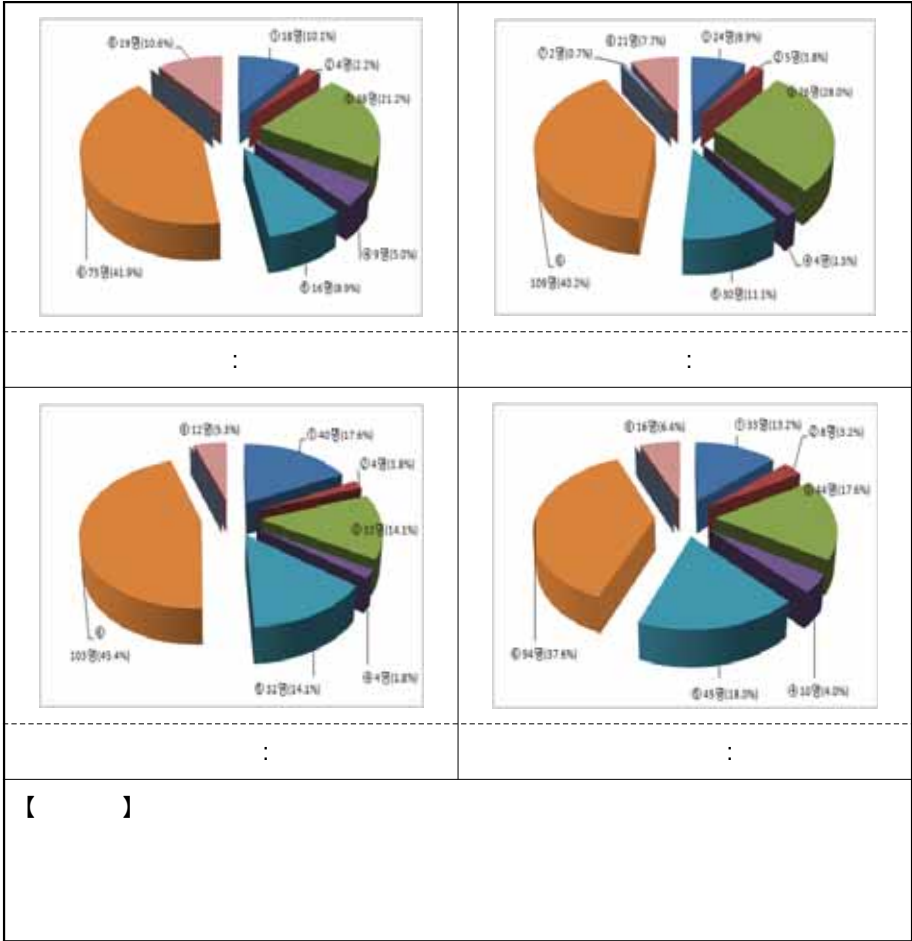 ⑧ 19명(10.6%)
① 18명(10.1%)
② 4명(2.2%)
④ 9명(5.0%)
⑤ 16명(8.9%)
⑥ 75명(41.9%)
⑦ 2명(0.7%)
⑧ 21명(7.7%)
① 24명(8.9%)
④ 4명(1.5%)
⑤ 30명(11.1%)
⑥
109명(40.2%)
:
:
⑧ 12명(5.3%)
① 40명(17.6%)
② 4명(1.8%)
③ 32명(14.1%)
④ 4명(1.8%)
⑤ 32명(14.1%)
⑥
103명(45.4%)
⑧ 16명(6.4%)
① 33명(13.2%)
② 8명(3.2%)
③ 44명(17.6%)
④ 10명(4.0%)
⑤ 45명(18.0%)
⑥ 94명(37.6%)
:
:
【 】